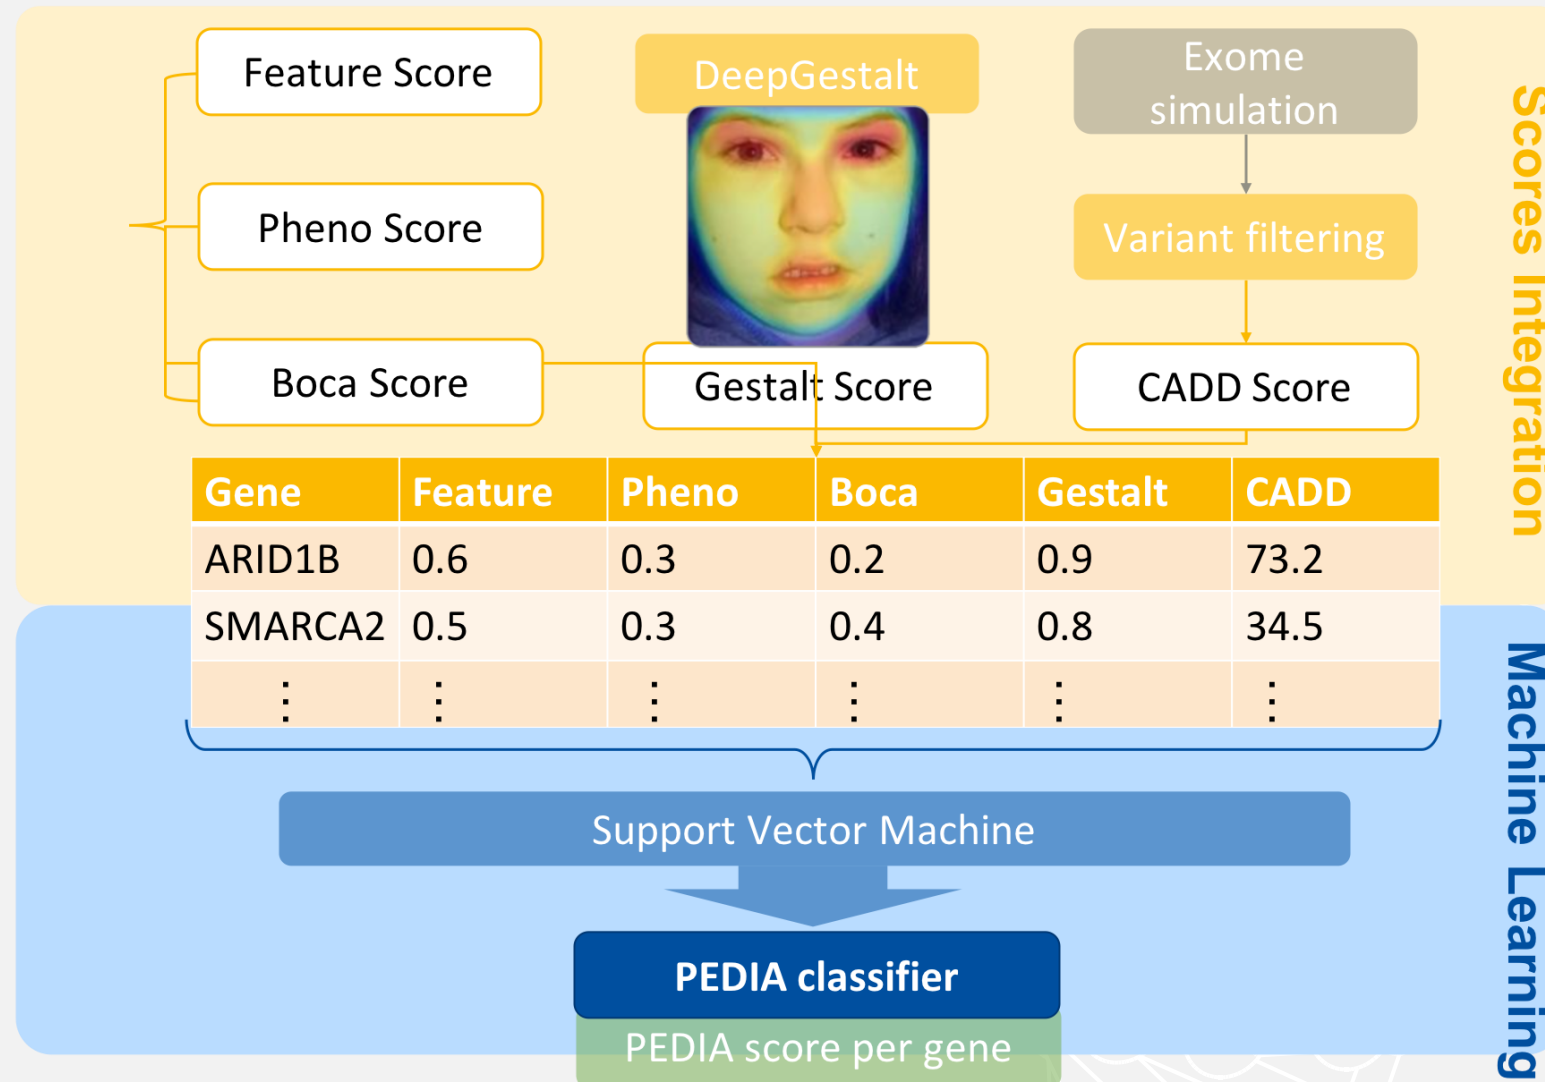 Feature Score
DeepGestalt
Exome
simulation
Pheno Score
Variant filtering
Boca Score
Gestalt Score
CADD Score
Scores Integration
Gene Feature Pheno Boca Gestalt CADD
ARID1B 0.6 0.3 0.2 0.9 73.2
SMARCA2 0.5 0.3 0.4 0.8 34.5
⋮ ⋮ ⋮ ⋮ ⋮ ⋮
Machine Learning
Support Vector Machine
PEDIA classifier
PEDIA score per gene